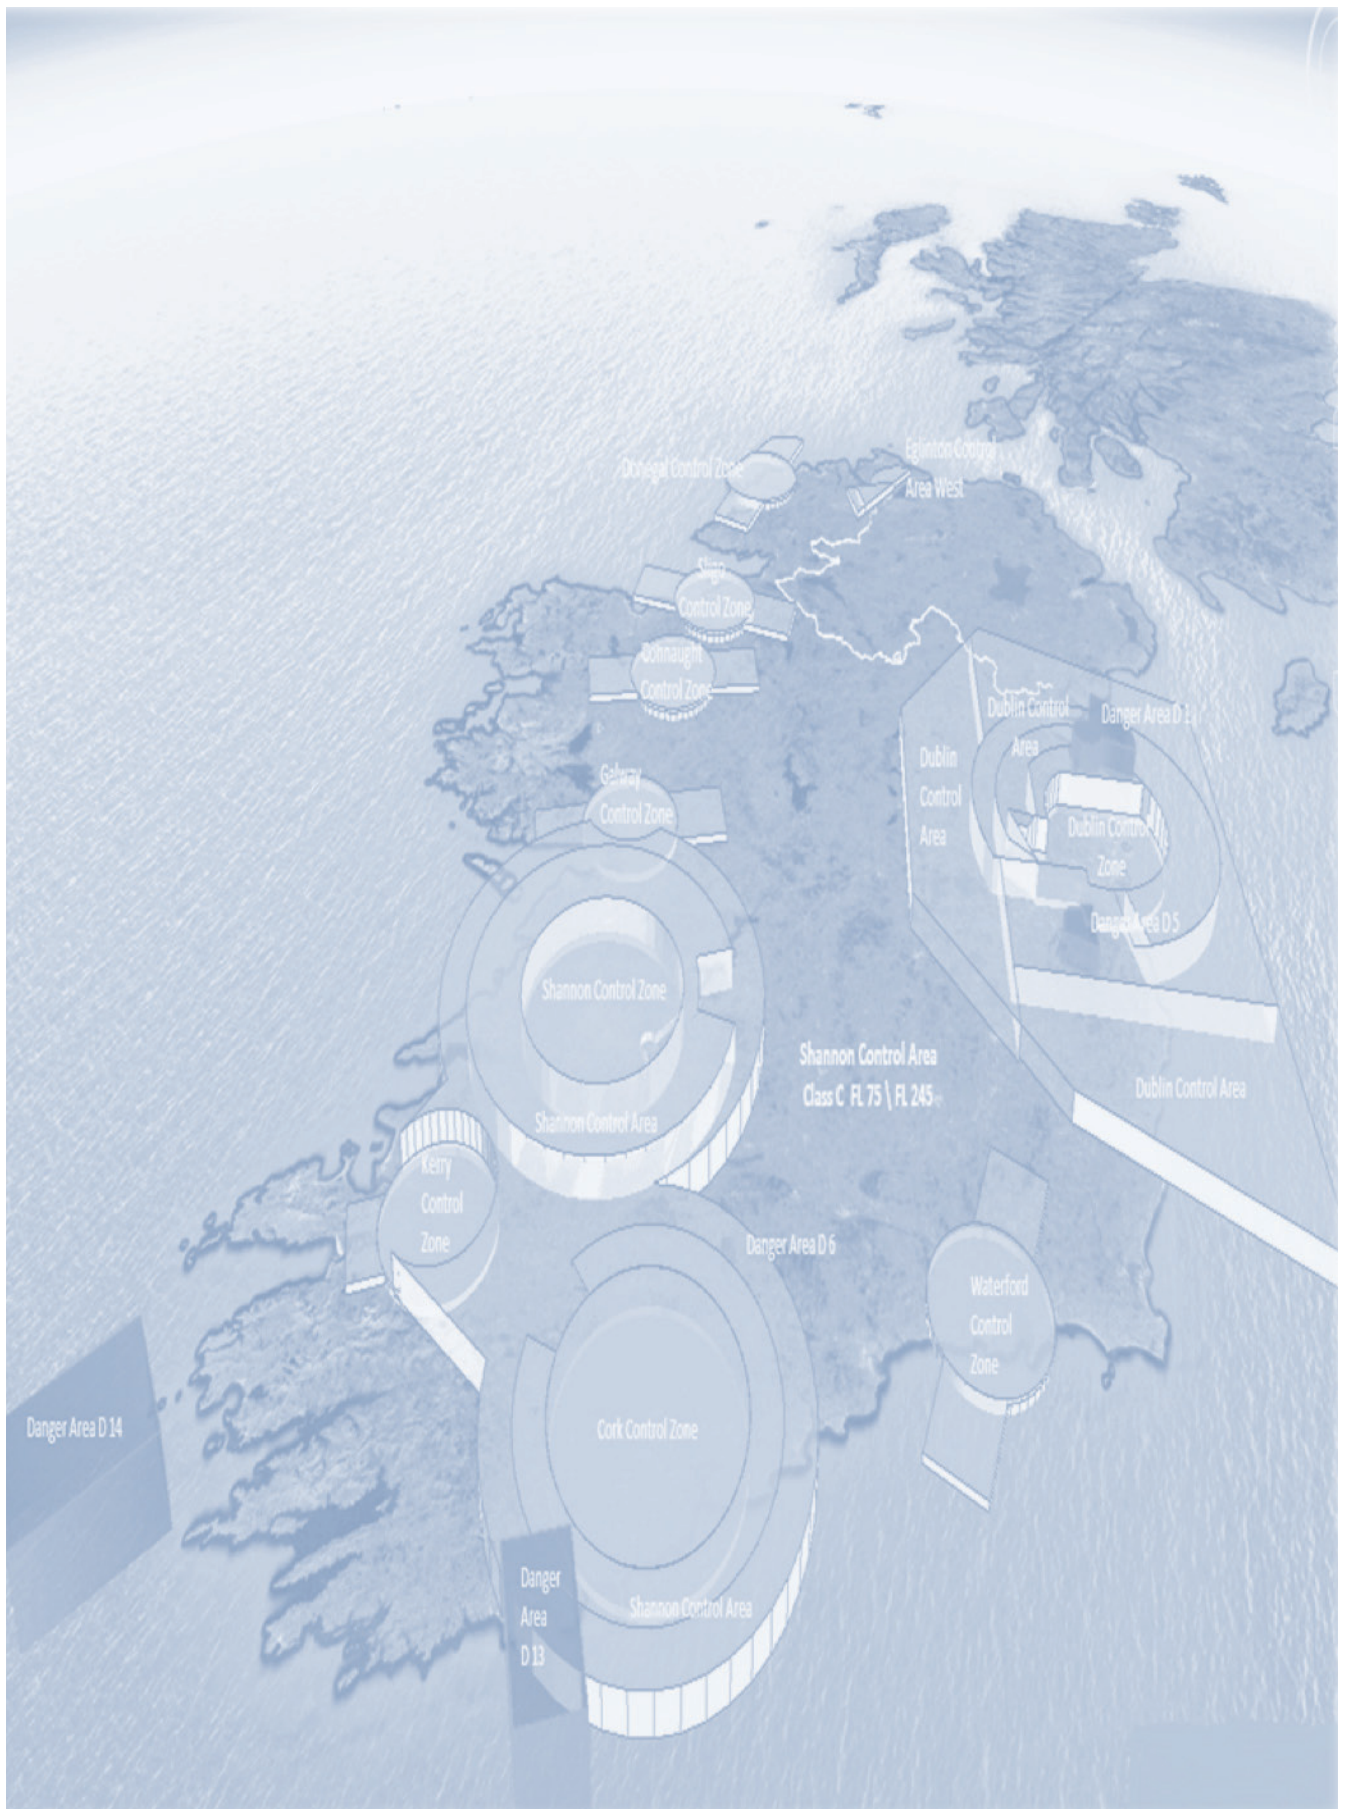 Donegal Control Zone
Eglinton Control
Area West
Sligo
Control Zone
Connaught
Control Zone
Dublin Control
Area
Danger Area D 1
Dublin
Control
Area
Galway
Control Zone
Dublin Control
Zone
Danger Area D 5
Shannon Control Zone
Shannon Control Area
Class C FL 75 \ FL 245
Dublin Control Area
Shannon Control Area
Kerry
Control
Zone
Danger Area D 6
Waterford
Control
Zone
Danger Area D 14
Cork Control Zone
Danger
Area
D 13
Shannon Control Area